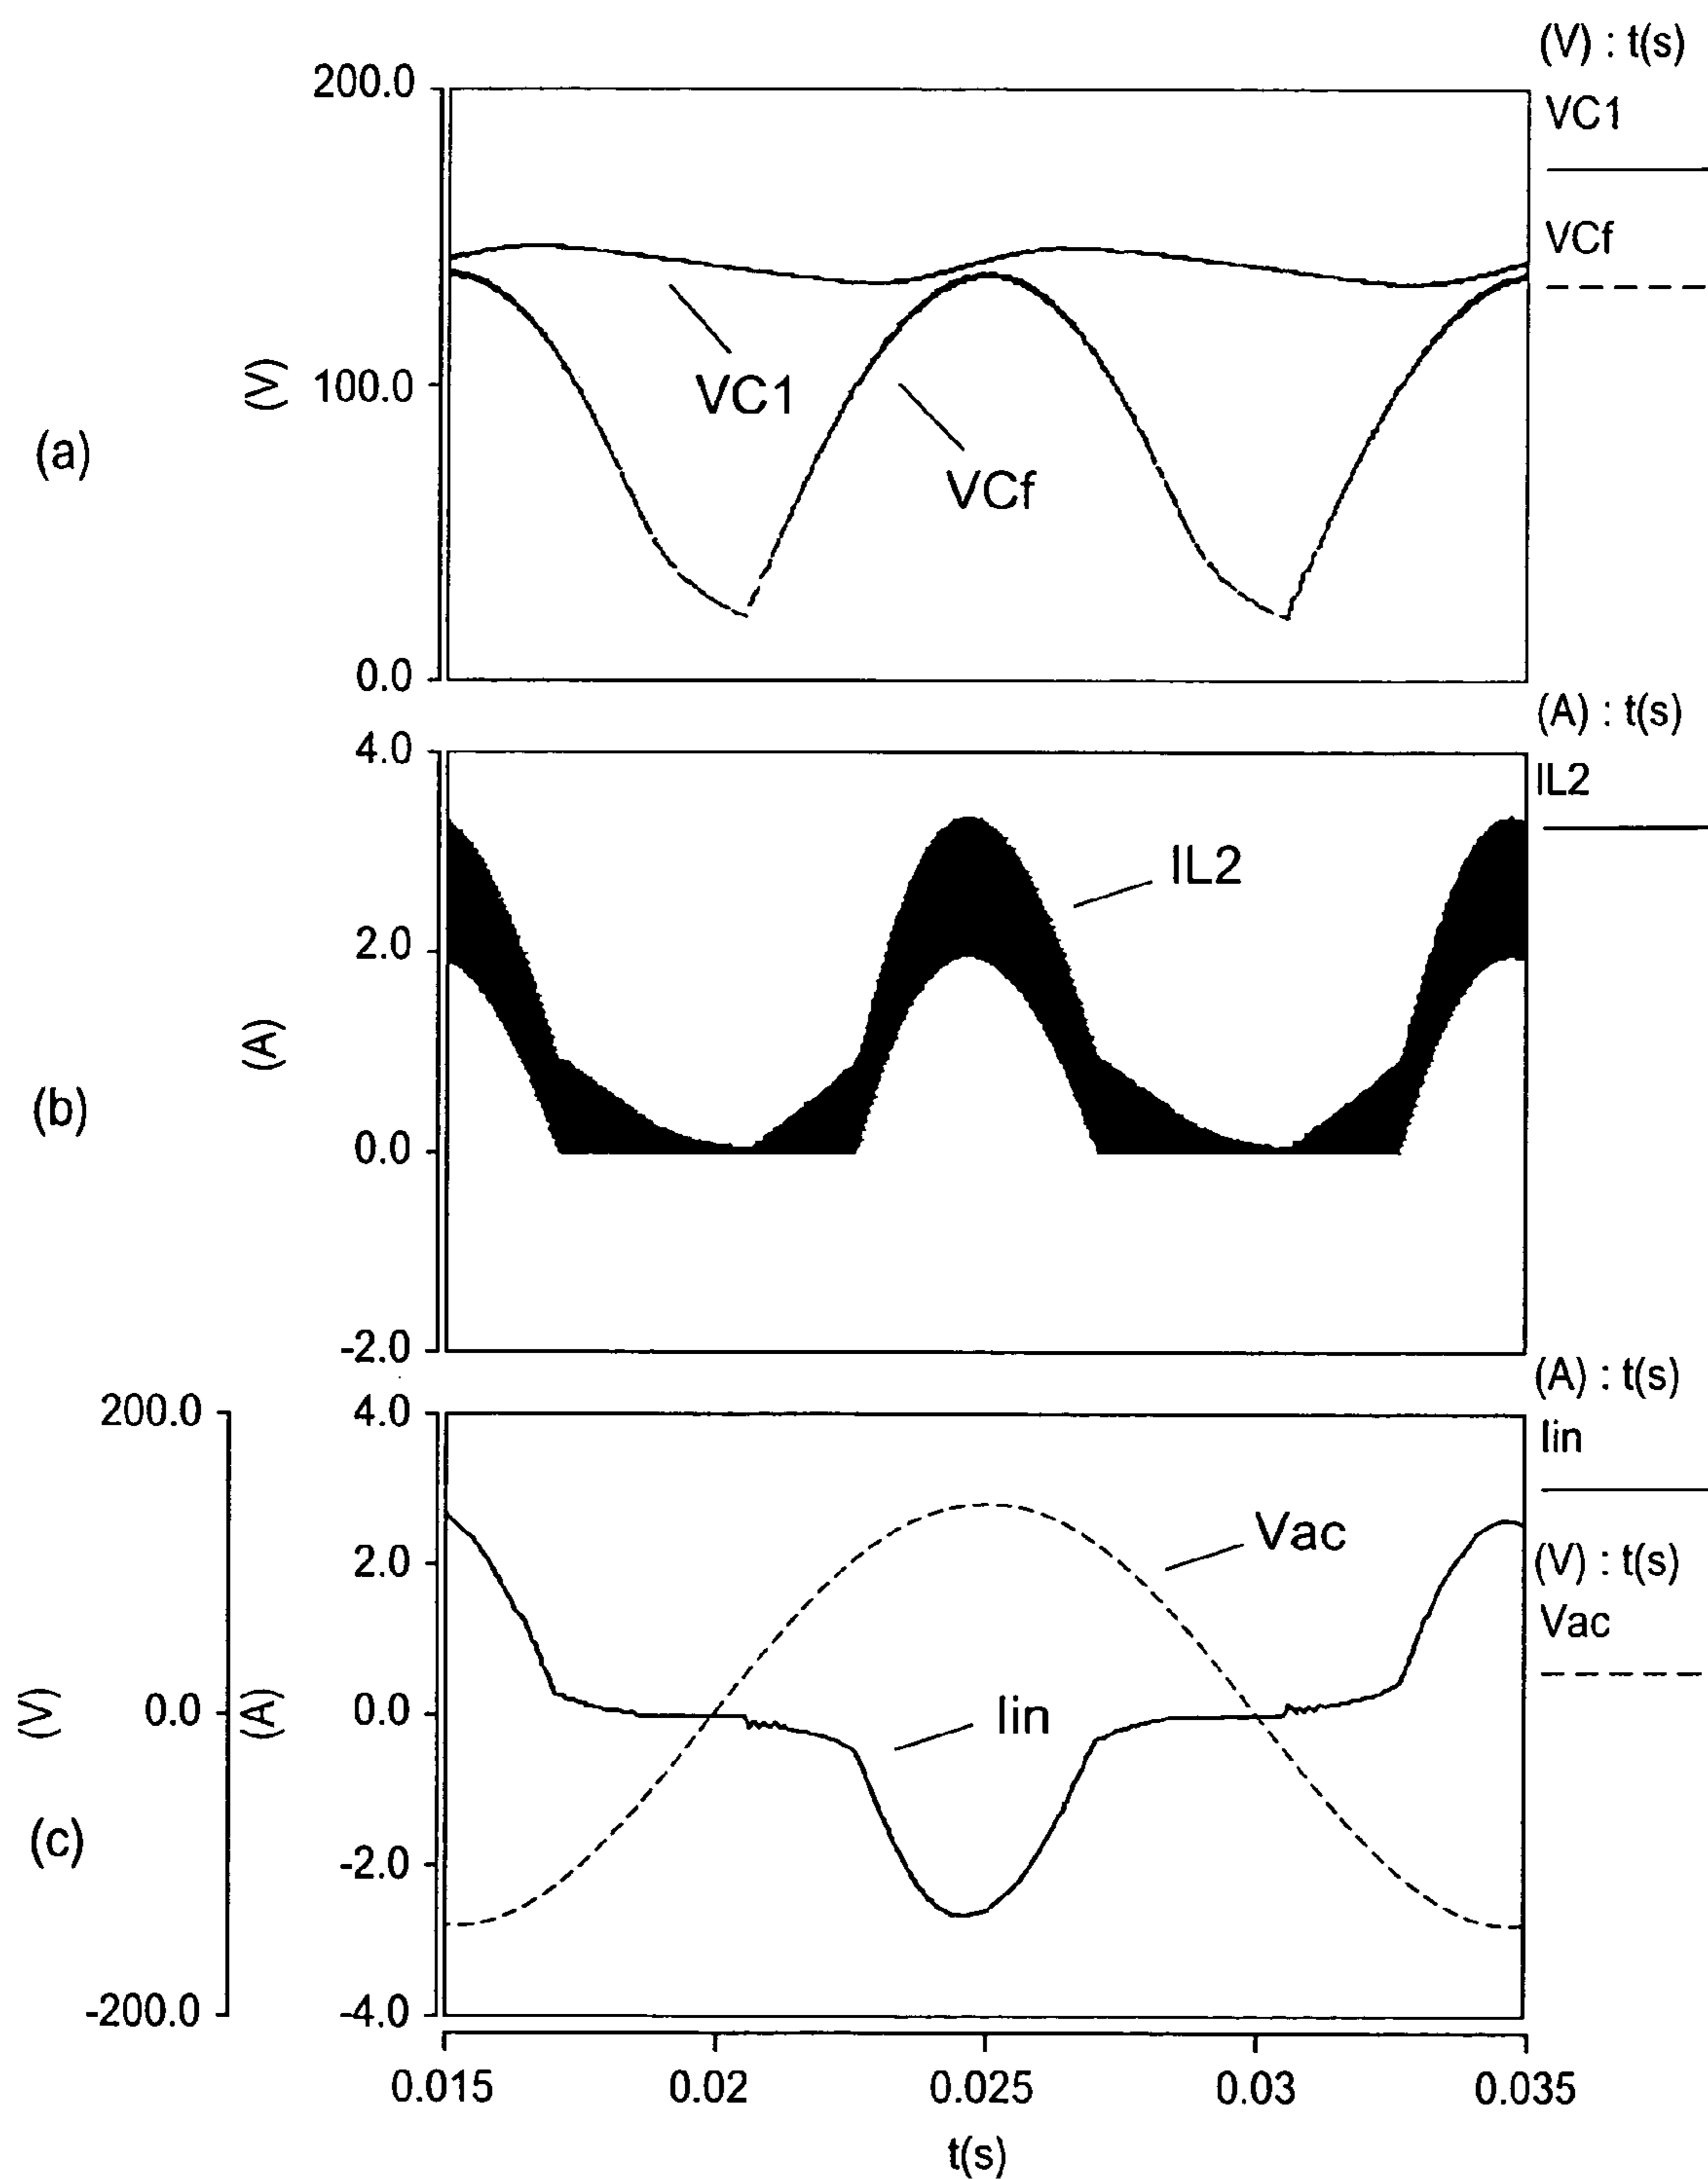 (V) : t(s)
200.0
VC1
VCf
(V)
100.0
VC1
(a)
VCf
0.0
(A) : t(s)
4.0
IL2
IL2
2.0
(A)
(b)
0.0
-2.0
(A) : t(s)
200.0
4.0
Iin
Vac
2.0
(V) : t(s)
Vac
(V)
0.0
(A)
0.0
Iin
(c)
-2.0
-200.0
-4.0
0.015
0.02
0.025
0.03
0.035
t(s)